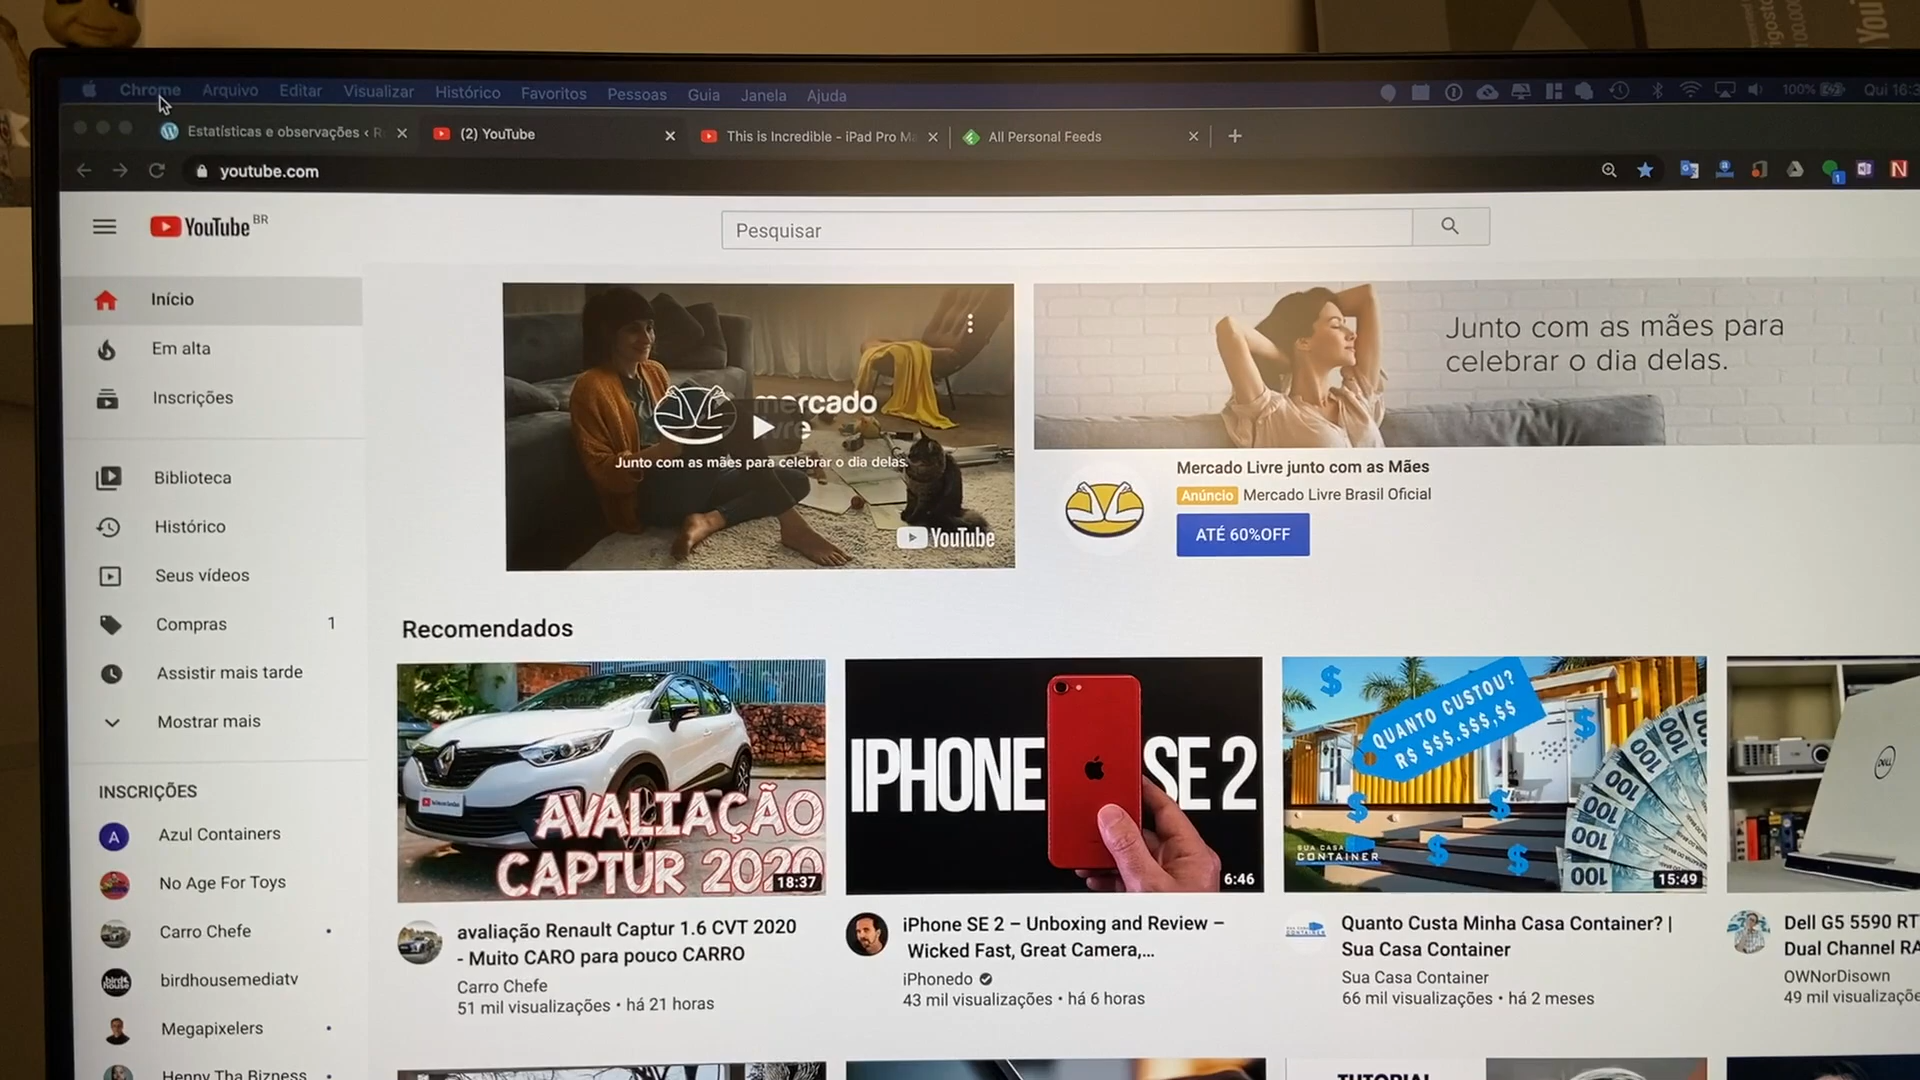 Chrome Arquivo Editar Visualizar Histórico Favoritos Pessoas Guia Janela Ajuda
100%
Qui 16:3
Estatísticas e observações ‹ R
(2) YouTube
This is Incredible - iPad Pro Ma
All Personal Feeds
youtube.com
YouTube BR
Pesquisar
Início
Em alta
Inscrições
Biblioteca
Histórico
Seus vídeos
Compras 1
Assistir mais tarde
Mostrar mais
INSCRIÇÕES
A
Azul Containers
No Age For Toys
Carro Chefe
birdhousemediatv
Megapixelers
Henny Tha Bizness
mercado
Junto com as mães para celebrar o dia delas.
YouTube
Junto com as mães para
celebrar o dia delas.
Mercado Livre junto com as Mães
Anúncio Mercado Livre Brasil Oficial
ATÉ 60%OFF
Recomendados
AVALIAÇÃO
CAPTUR 2020
18:37
avaliação Renault Captur 1.6 CVT 2020
- Muito CARO para pouco CARRO
Carro Chefe
51 mil visualizações • há 21 horas
IPHONE SE 2
6:46
iPhone SE 2 – Unboxing and Review –
Wicked Fast, Great Camera,...
iPhonedo
43 mil visualizações • há 6 horas
QUANTO CUSTOU?
R$ $$$.$$$,$$
SUA CASA
CONTAINER
100
100
100
100
100
15:49
Quanto Custa Minha Casa Container? |
Sua Casa Container
Sua Casa Container
66 mil visualizações • há 2 meses
DELL
Dell G5 5590 RT
Dual Channel RA
OWNorDisown
49 mil visualizaçõe
TUTORIAL